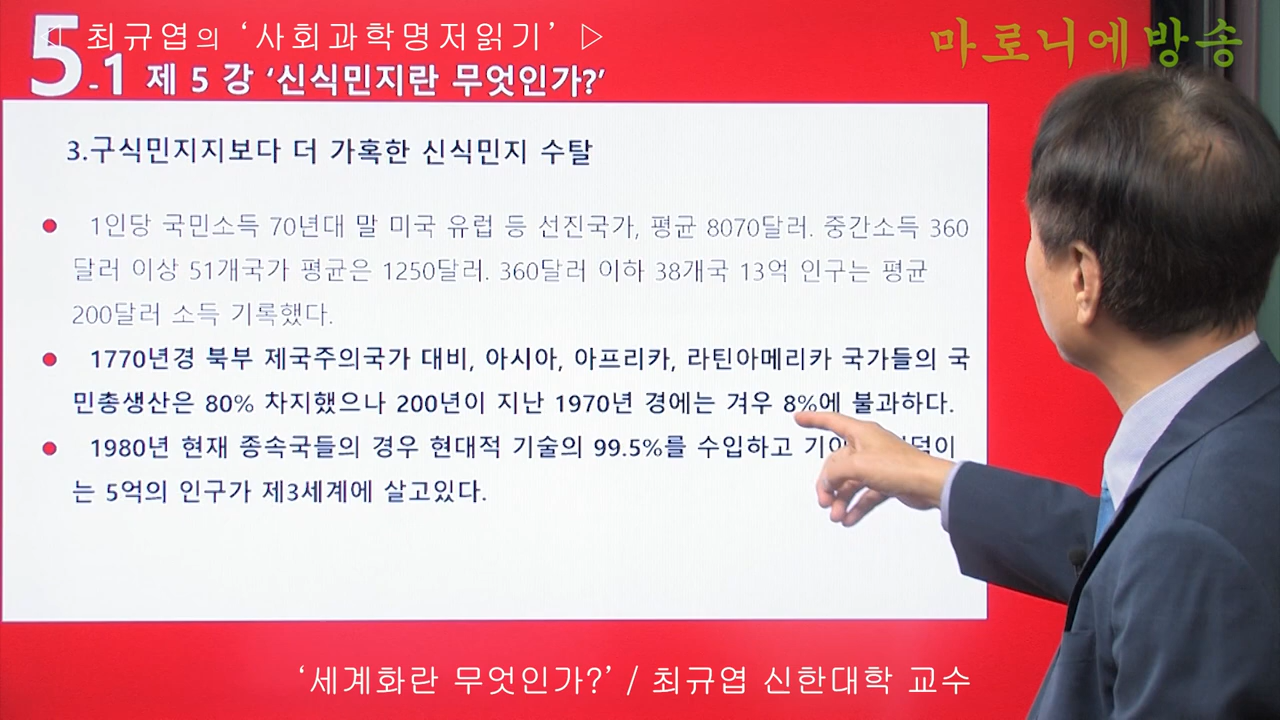 ◁ 최규엽의 ‘사회과학명저읽기’ ▷
마로니에방송
5-1 제 5 강 ‘신식민지란 무엇인가?’
3.구식민지지보다 더 가혹한 신식민지 수탈
● 1인당 국민소득 70년대 말 미국 유럽 등 선진국가, 평균 8070달러. 중간소득 360
달러 이상 51개국가 평균은 1250달러. 360달러 이하 38개국 13억 인구는 평균
200달러 소득 기록했다.
● 1770년경 북부 제국주의국가 대비, 아시아, 아프리카, 라틴아메리카 국가들의 국
민총생산은 80% 차지했으나 200년이 지난 1970년 경에는 겨우 8%에 불과하다.
● 1980년 현재 종속국들의 경우 현대적 기술의 99.5%를 수입하고
는 5억의 인구가 제3세계에 살고있다.
‘세계화란 무엇인가?’ / 최규엽 신한대학 교수